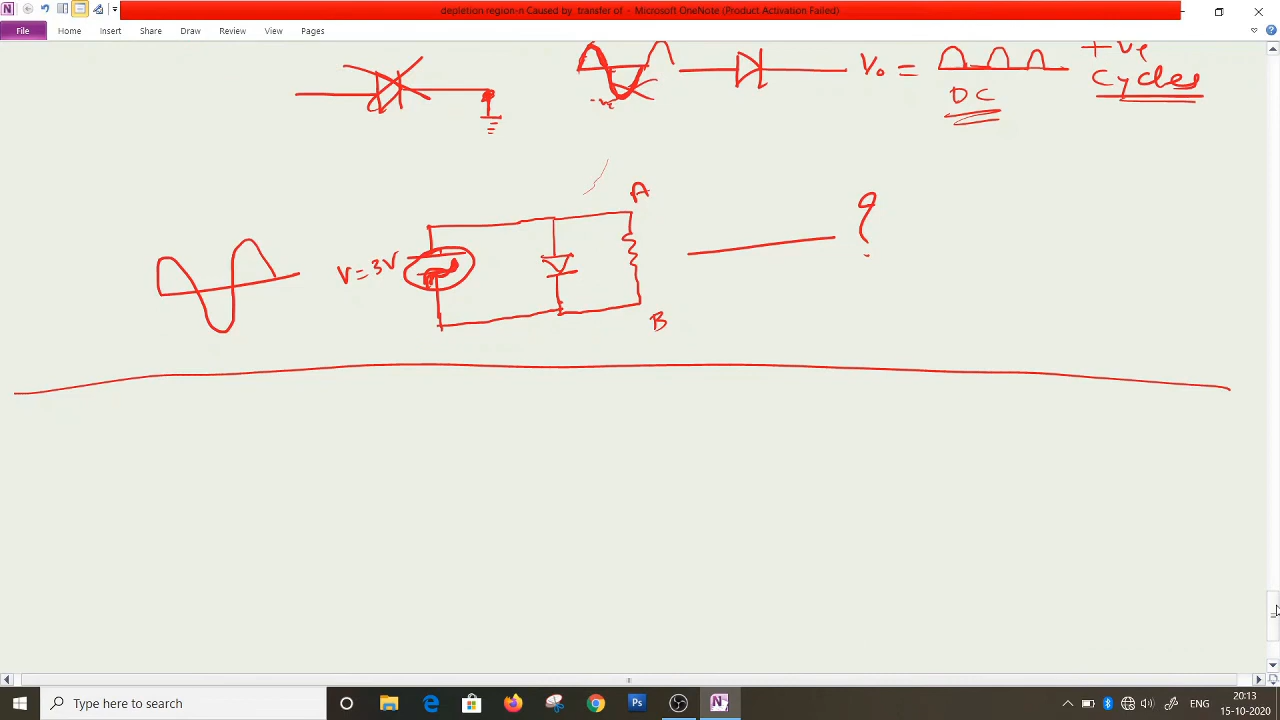 depletion region-n Caused by transfer of - Microsoft OneNote (Product Activation Failed)
File Home Insert Share Draw Review View Pages
+ve
Vo =
cycles
-ve
DC
A
?
V=3V
B
Type here to search
ENG
20:13
15-10-2020